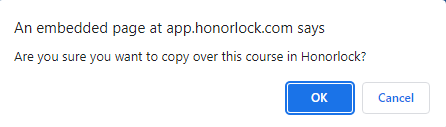 An embedded page at app.honorlock.com says
Are you sure you want to copy over this course in Honorlock?
OK Cancel